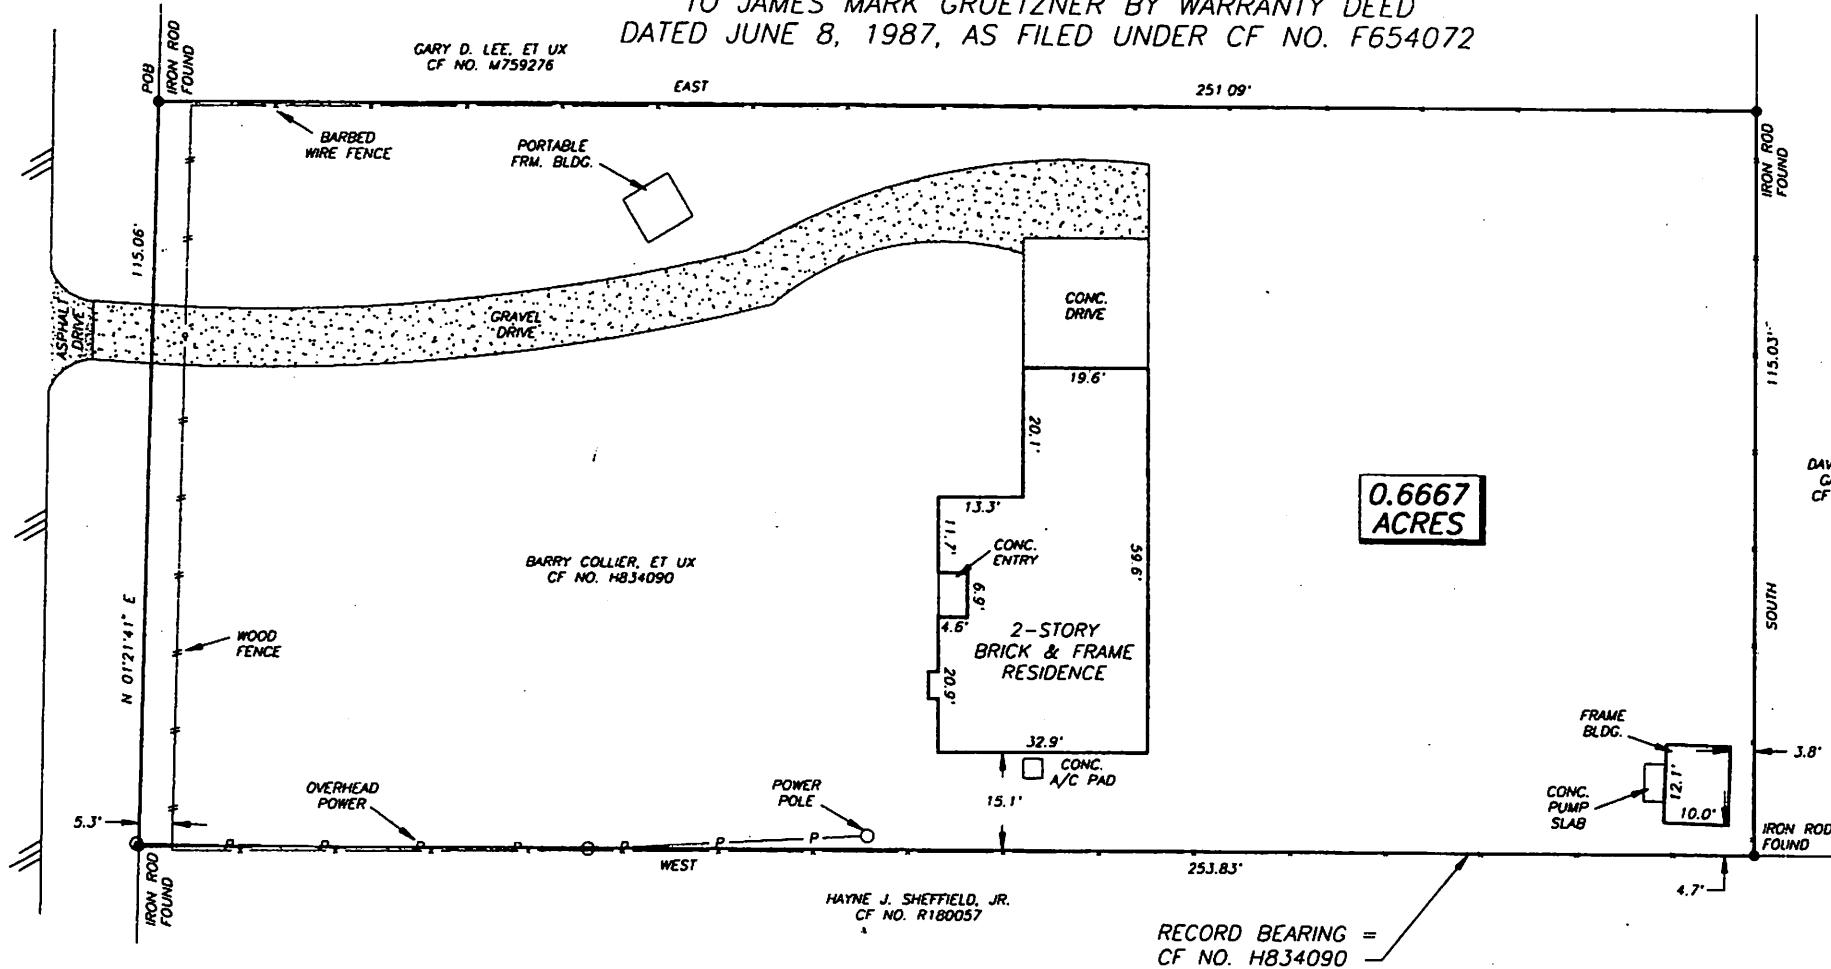 TO JAMES MARK GRUETZNER BY WARRANTY DEED
DATED JUNE 8, 1987, AS FILED UNDER CF NO. F654072
GARY D. LEE, ET UX
CF NO. M759276
POB
IRON ROD
FOUND
EAST
251.09'
IRON ROD
FOUND
BARBED
WIRE FENCE
PORTABLE
FRM. BLDG.
115.06'
ASPHALT
DRIVE
GRAVEL
DRIVE
CONC.
DRIVE
19.6'
20.1'
115.03'
DAV
CF
0.6667
ACRES
13.3'
11.7'
CONC.
ENTRY
6.9'
4.6'
59.6'
BARRY COLLIER, ET UX
CF NO. H834090
2-STORY
BRICK & FRAME
RESIDENCE
20.9'
N 01°21'41" E
WOOD
FENCE
SOUTH
32.9'
CONC.
A/C PAD
15.1'
FRAME
BLDG.
3.8'
12.1'
10.0'
CONC.
PUMP
SLAB
OVERHEAD
POWER
POWER
POLE
5.3'
P P P P P P P
IRON ROD
FOUND
WEST
253.83'
IRON ROD
FOUND
4.7'
HAYNE J. SHEFFIELD, JR.
CF NO. R180057
RECORD BEARING =
CF NO. H834090